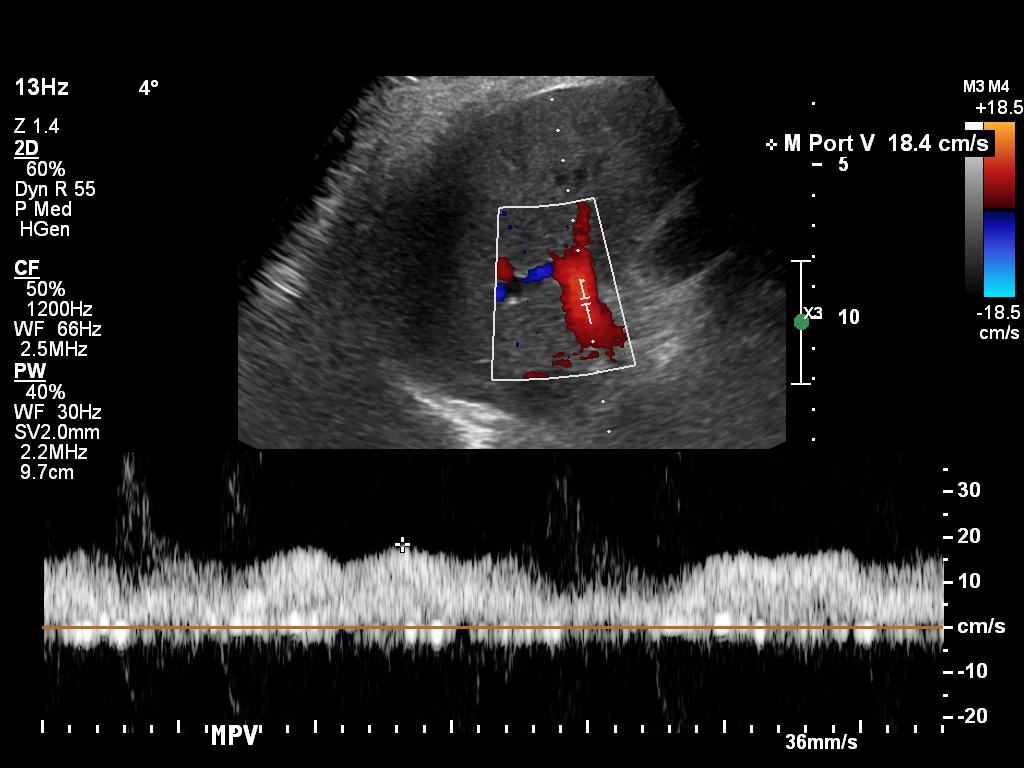 13Hz 4°
Z 1.4
2D
60%
Dyn R 55
P Med
HGen
CF
50%
1200Hz
WF 66Hz
2.5MHz
PW
40%
WF 30Hz
SV2.0mm
2.2MHz
9.7cm
M3 M4
+18.5
M Port V 18.4 cm/s
5
X3 10
-18.5
cm/s
30
20
10
cm/s
-10
-20
MPV
36mm/s